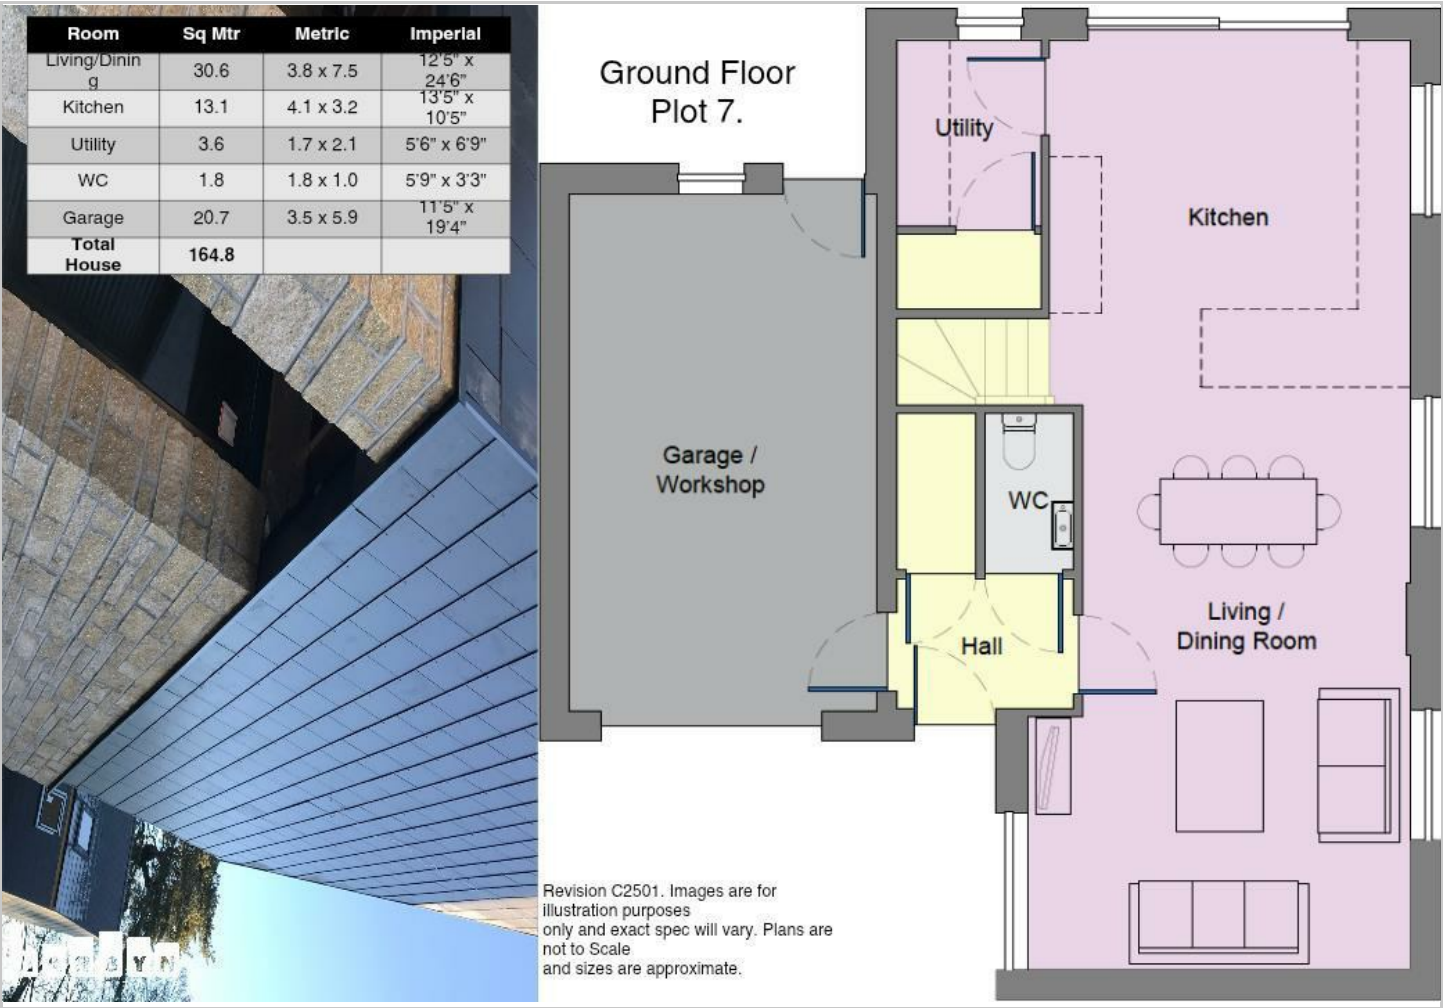 Room Sq Mtr Metric Imperial
Living/Dinin
g 30.6 3.8 x 7.5 12'5" x
24'6"
Kitchen 13.1 4.1 x 3.2 13'5" x
10'5"
Utility 3.6 1.7 x 2.1 5'6" x 6'9"
WC 1.8 1.8 x 1.0 5'9" x 3'3"
Garage 20.7 3.5 x 5.9 11'5" x
19'4"
Total
House 164.8
Ground Floor
Plot 7.
Utility
Kitchen
Garage /
Workshop
WC
Living /
Dining Room
Hall
Revision C2501. Images are for
illustration purposes
only and exact spec will vary. Plans are
not to Scale
and sizes are approximate.